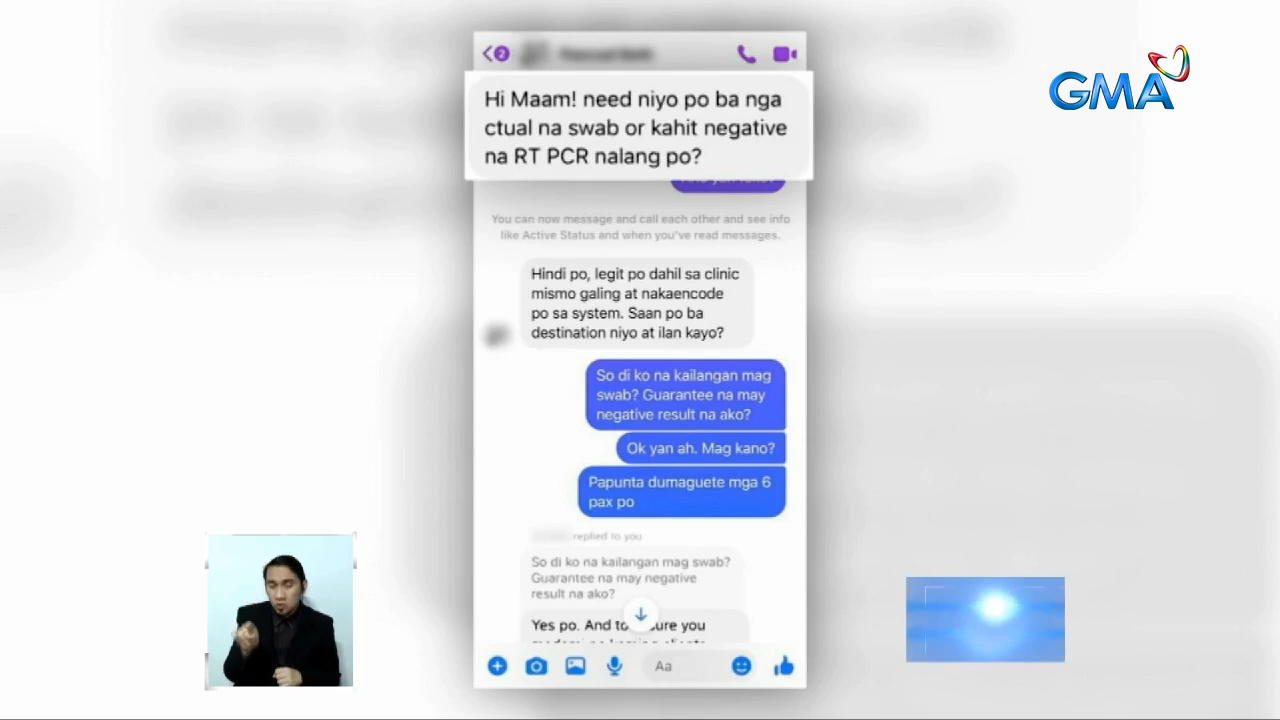 GMA
2
Hi Maam! need niyo po ba nga
ctual na swab or kahit negative
na RT PCR nalang po?
You can now message and call each other and see info
like Active Status and when you've read messages.
Hindi po, legit po dahil sa clinic
mismo galing at nakaencode
po sa system. Saan po ba
destination niyo at ilan kayo?
So di ko na kailangan mag
swab? Guarantee na may
negative result na ako?
Ok yan ah. Mag kano?
Papunta dumaguete mga 6
pax po
replied to you
So di ko na kailangan mag swab?
Guarantee na may negative
result na ako?
Yes po. And to sure you
Aa